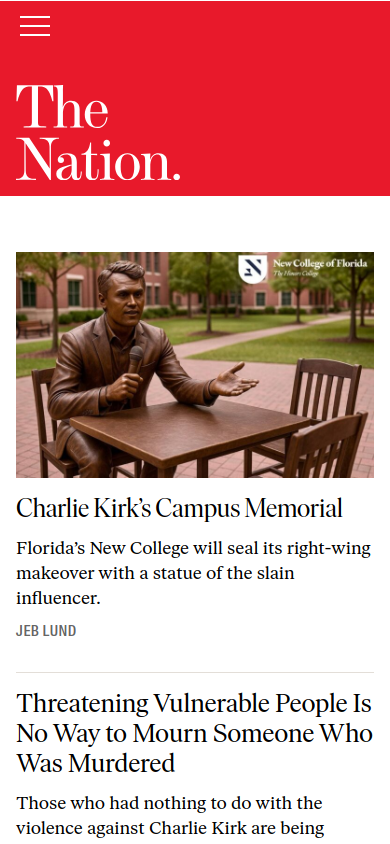 The
Nation.
New College of Florida
The Honors College
Charlie Kirk’s Campus Memorial
Florida’s New College will seal its right-wing
makeover with a statue of the slain
influencer.
JEB LUND
Threatening Vulnerable People Is
No Way to Mourn Someone Who
Was Murdered
Those who had nothing to do with the
violence against Charlie Kirk are being